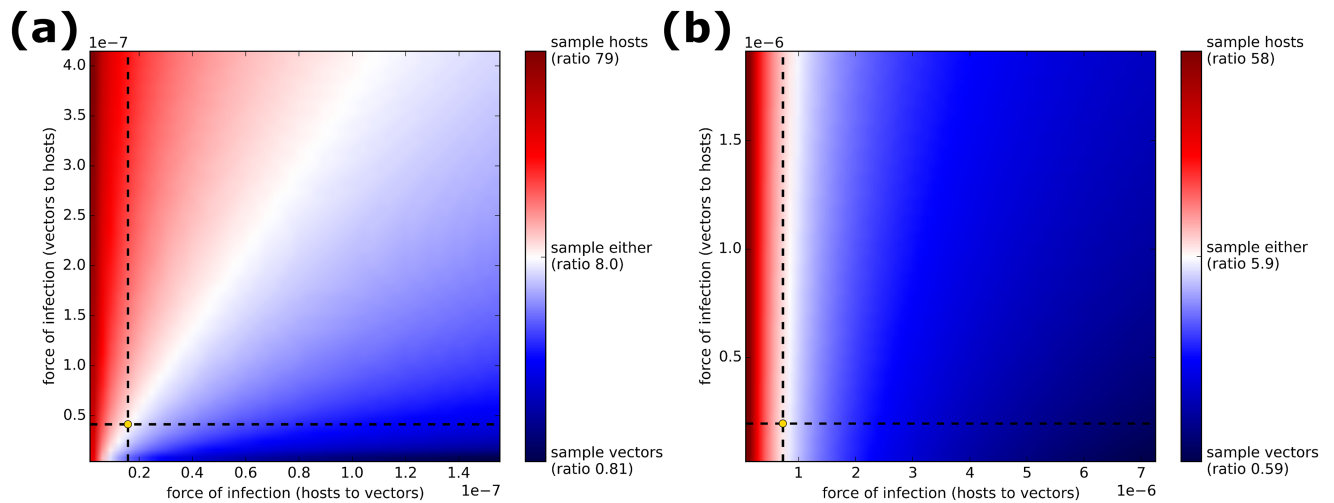 (a)
1e−7
4.0
3.5
3.0
2.5
2.0
1.5
1.0
0.5
force of infection (vectors to hosts)
0.2 0.4 0.6 0.8 1.0 1.2 1.4
1e−7
force of infection (hosts to vectors)
sample hosts
(ratio 79)
sample either
(ratio 8.0)
sample vectors
(ratio 0.81)
(b)
1e−6
1.5
1.0
0.5
force of infection (vectors to hosts)
1 2 3 4 5 6 7
1e−6
force of infection (hosts to vectors)
sample hosts
(ratio 58)
sample either
(ratio 5.9)
sample vectors
(ratio 0.59)